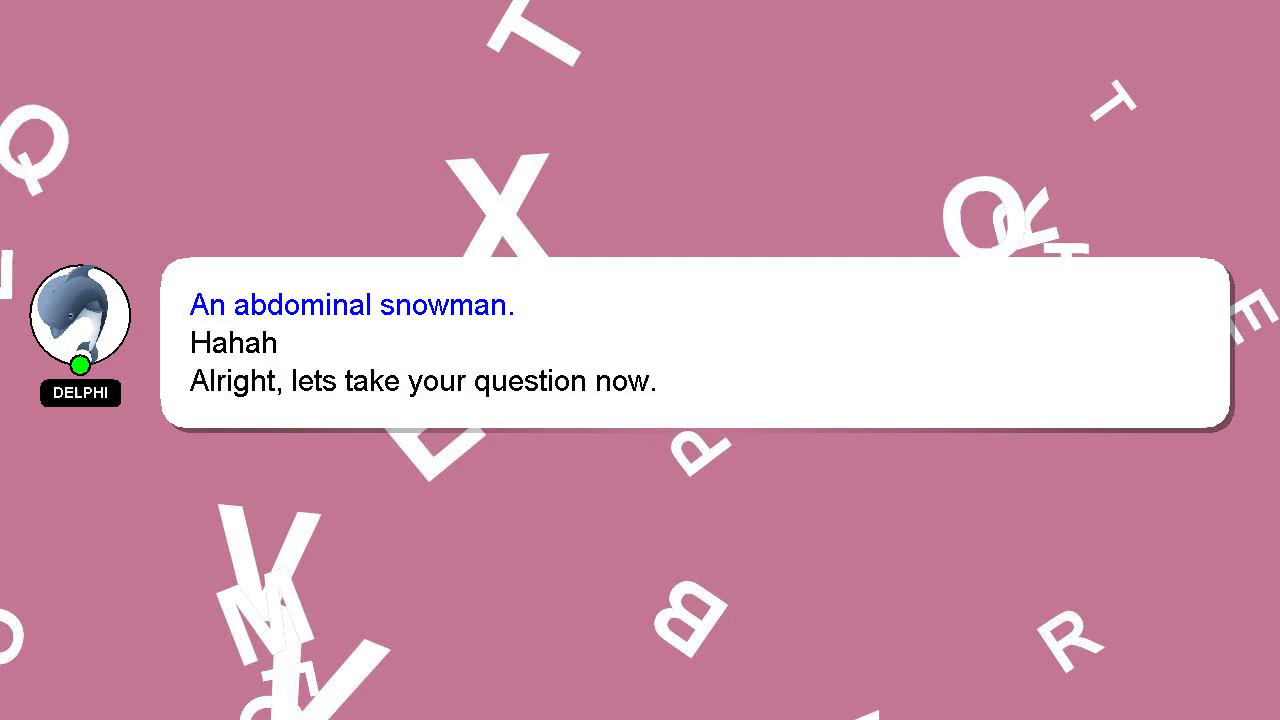 T
T
Q
X
O
R
E
An abdominal snowman.
Hahah
Alright, lets take your question now.
DELPHI
P
V
M
B
R